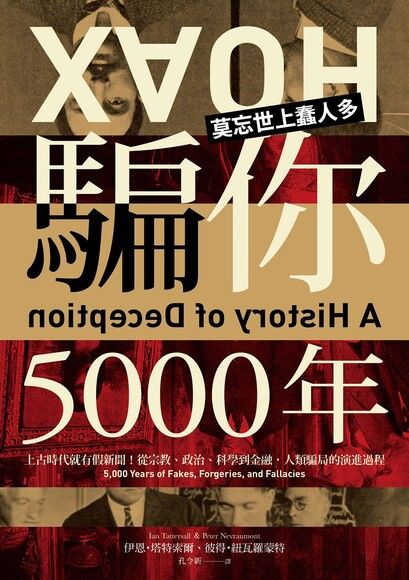 HOAX
莫忘世上蠢人多
騙你
A History of Deception
5000年
上古時代就有假新聞！從宗教、政治、科學到金融，人類騙局的演進過程
5,000 Years of Fakes, Forgeries, and Fallacies
Ian Tattersall & Peter Névraumont
伊恩・塔特索爾、彼得・紐瓦羅蒙特
孔令新——譯